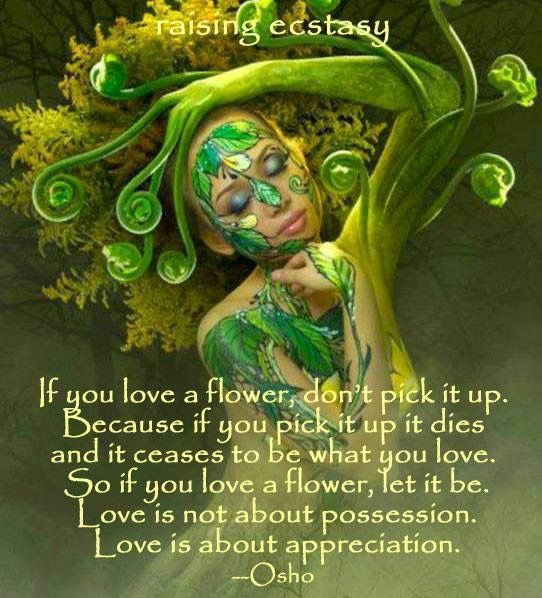 raising ecstasy
If you love a flower, don't pick it up.
Because if you pick it up it dies
and it ceases to be what you love.
So if you love a flower, let it be.
Love is not about possession.
Love is about appreciation.
--Osho